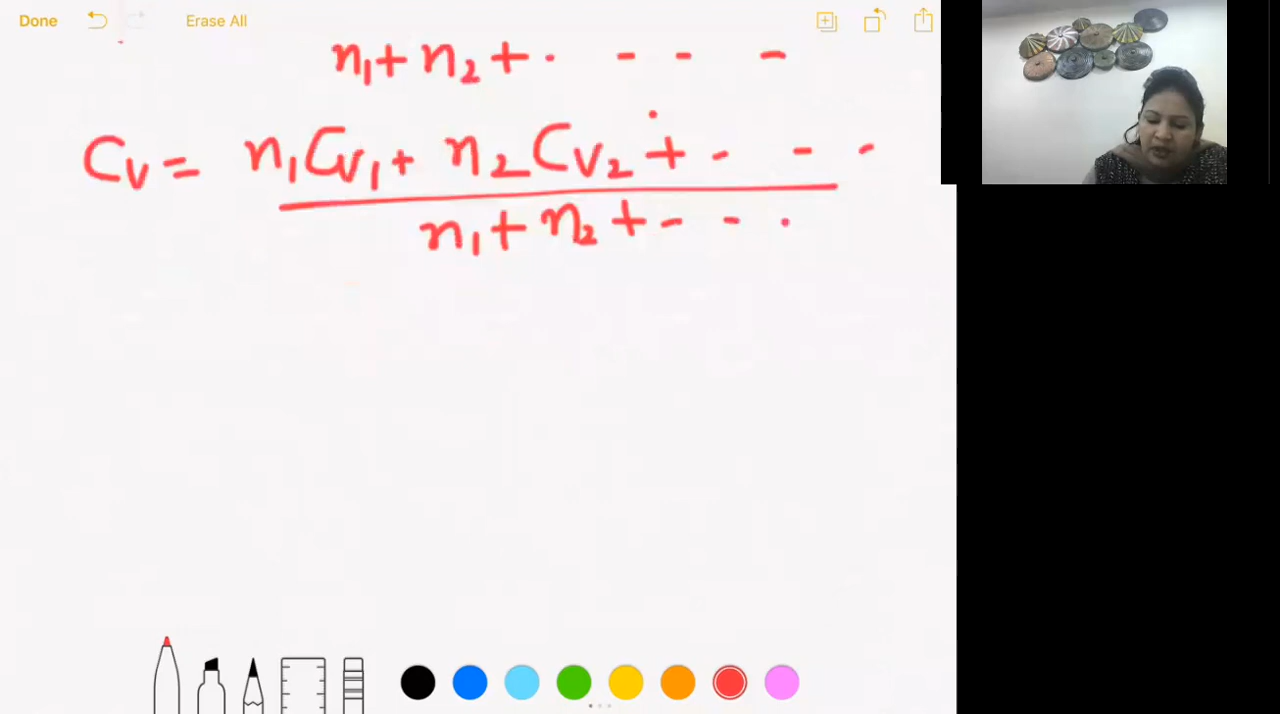 Done Erase All
n₁ + n₂ + · - - -
Cv = n₁Cv₁ + n₂Cv₂ + - - -
n₁ + n₂ + - - ·